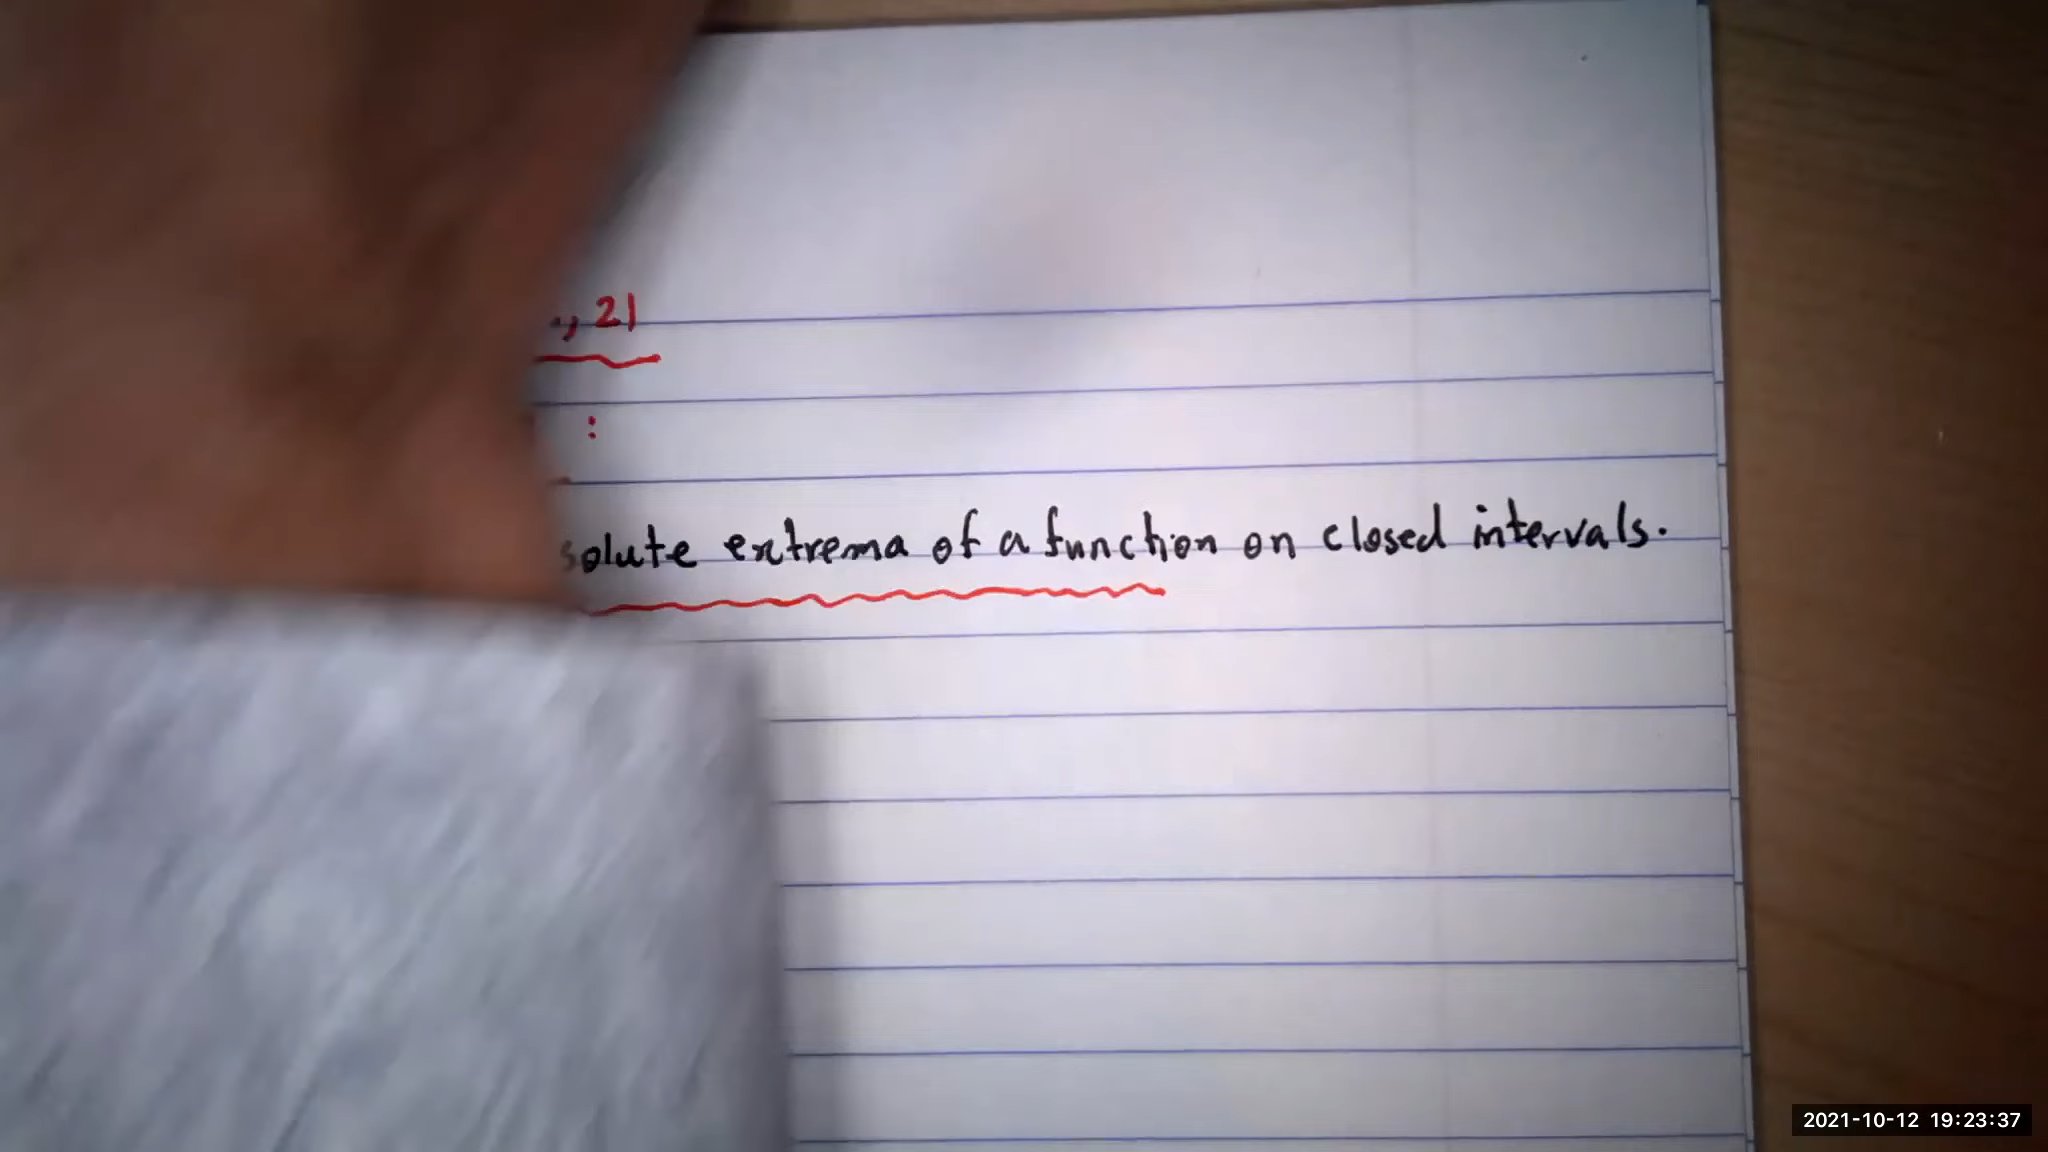 , 21
:
solute extrema of a function on closed intervals.
2021-10-12 19:23:37